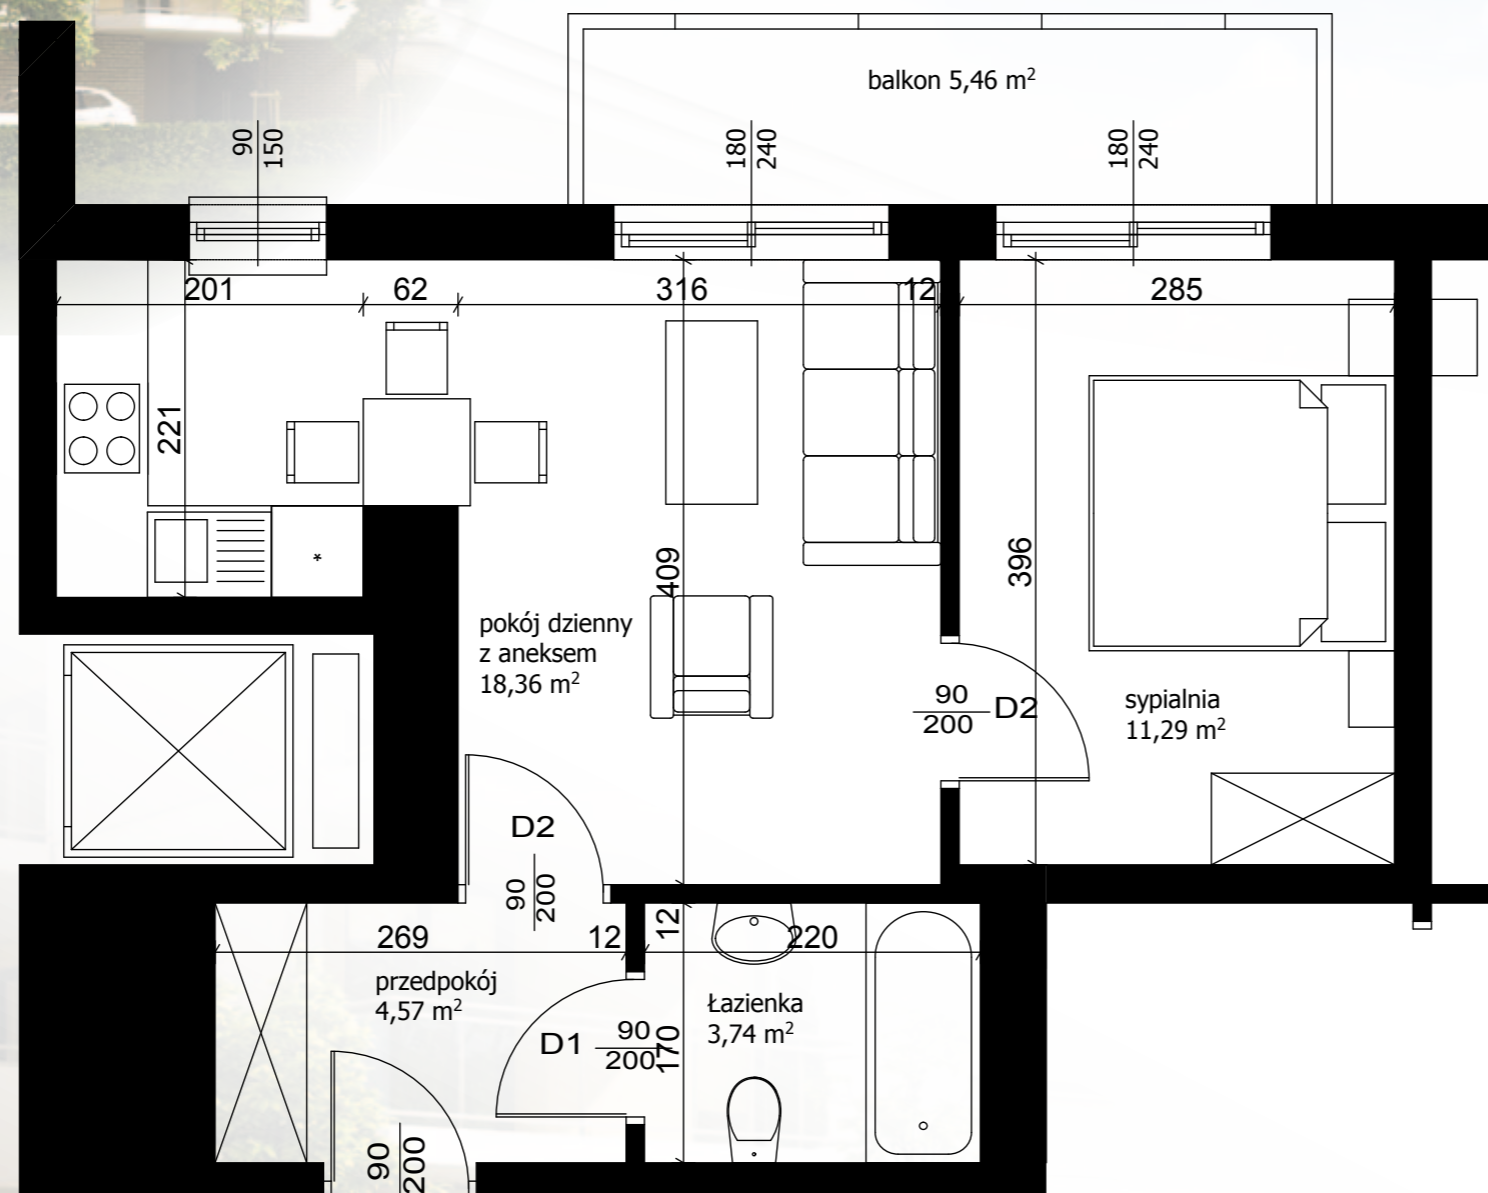 balkon 5,46 m²
90
150
180
240
180
240
201
62
316
12
285
221
409
396
*
pokój dzienny
z aneksem
18,36 m²
90
200
D2
sypialnia
11,29 m²
D2
90
200
269
12
12
220
przedpokój
4,57 m²
Łazienka
3,74 m²
D1
90
200
170
90
200